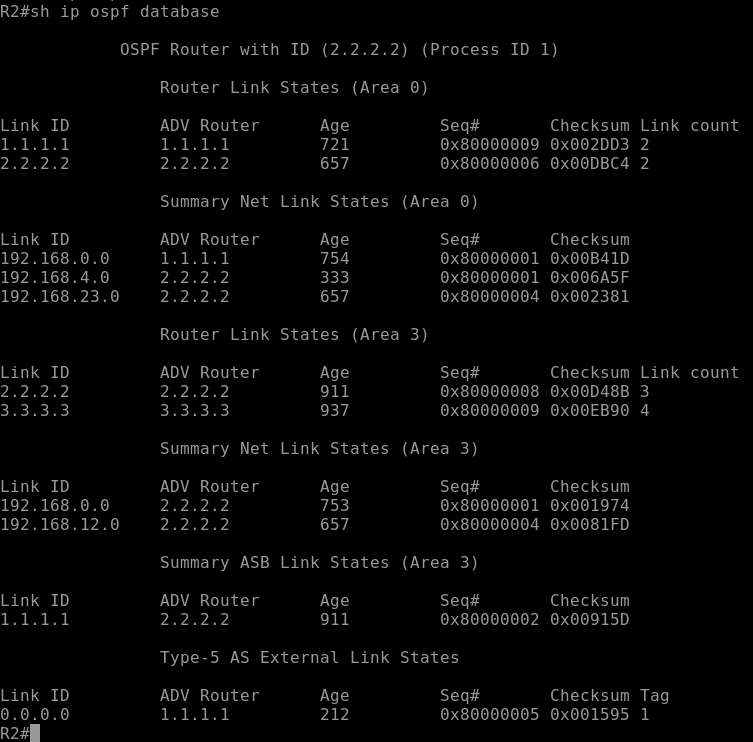 R2#sh ip ospf database
OSPF Router with ID (2.2.2.2) (Process ID 1)
Router Link States (Area 0)
Link ID ADV Router Age Seq# Checksum Link count
1.1.1.1 1.1.1.1 721 0x80000009 0x002DD3 2
2.2.2.2 2.2.2.2 657 0x80000006 0x00DBC4 2
Summary Net Link States (Area 0)
Link ID ADV Router Age Seq# Checksum
192.168.0.0 1.1.1.1 754 0x80000001 0x00B41D
192.168.4.0 2.2.2.2 333 0x80000001 0x006A5F
192.168.23.0 2.2.2.2 657 0x80000004 0x002381
Router Link States (Area 3)
Link ID ADV Router Age Seq# Checksum Link count
2.2.2.2 2.2.2.2 911 0x80000008 0x00D48B 3
3.3.3.3 3.3.3.3 937 0x80000009 0x00EB90 4
Summary Net Link States (Area 3)
Link ID ADV Router Age Seq# Checksum
192.168.0.0 2.2.2.2 753 0x80000001 0x001974
192.168.12.0 2.2.2.2 657 0x80000004 0x0081FD
Summary ASB Link States (Area 3)
Link ID ADV Router Age Seq# Checksum
1.1.1.1 2.2.2.2 911 0x80000002 0x00915D
Type-5 AS External Link States
Link ID ADV Router Age Seq# Checksum Tag
0.0.0.0 1.1.1.1 212 0x80000005 0x001595 1
R2#